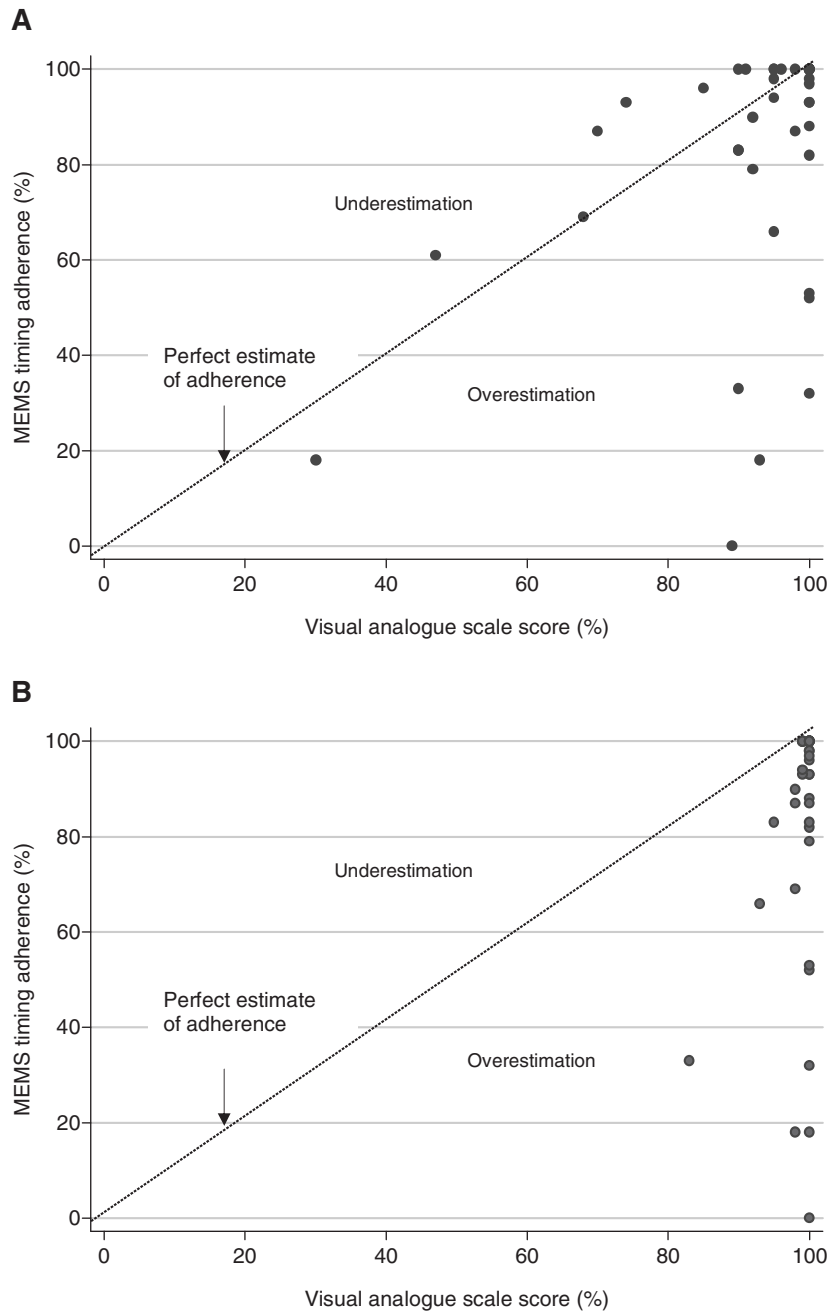 A
100
80
60
40
20
0
MEMS timing adherence (%)
Underestimation
Perfect estimate
of adherence
Overestimation
0 20 40 60 80 100
Visual analogue scale score (%)
B
100
80
60
40
20
0
MEMS timing adherence (%)
Underestimation
Perfect estimate
of adherence
Overestimation
0 20 40 60 80 100
Visual analogue scale score (%)